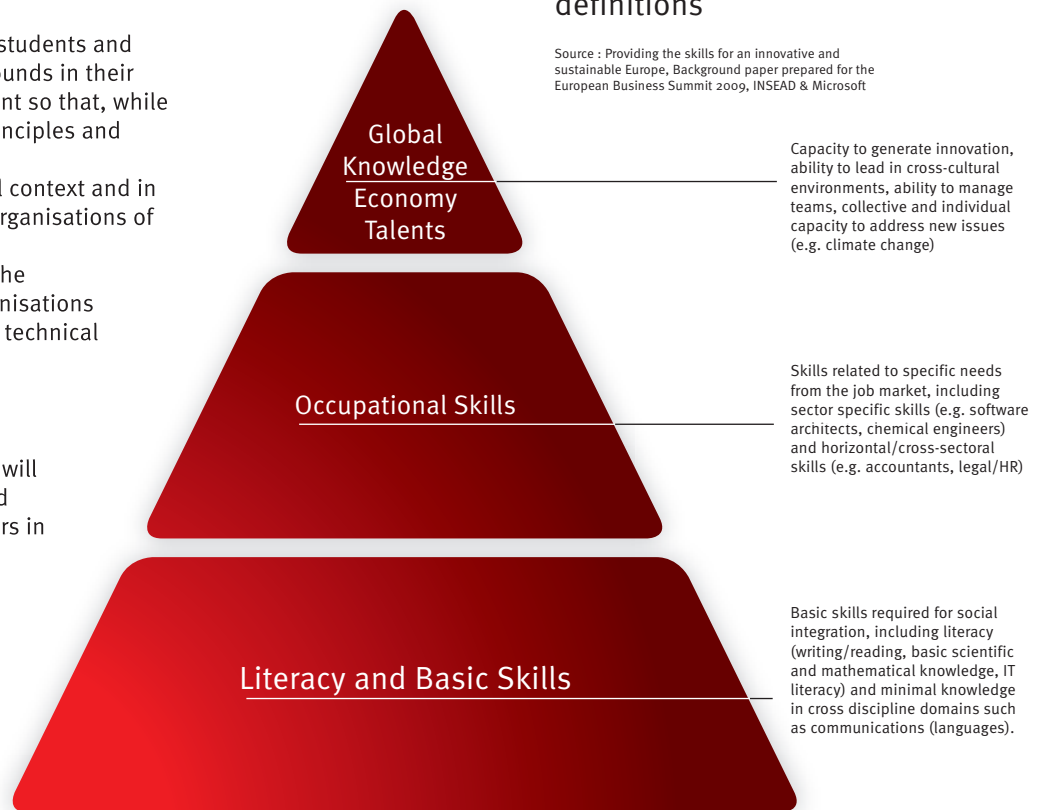 students and
ounds in their
nt so that, while
nciples and
l context and in
rganisations of
he
nisations
technical
will
d
rs in
definitions
Source : Providing the skills for an innovative and
sustainable Europe, Background paper prepared for the
European Business Summit 2009, INSEAD & Microsoft
Global
Knowledge
Economy
Talents
Capacity to generate innovation,
ability to lead in cross-cultural
environments, ability to manage
teams, collective and individual
capacity to address new issues
(e.g. climate change)
Occupational Skills
Skills related to specific needs
from the job market, including
sector specific skills (e.g. software
architects, chemical engineers)
and horizontal/cross-sectoral
skills (e.g. accountants, legal/HR)
Literacy and Basic Skills
Basic skills required for social
integration, including literacy
(writing/reading, basic scientific
and mathematical knowledge, IT
literacy) and minimal knowledge
in cross discipline domains such
as communications (languages).